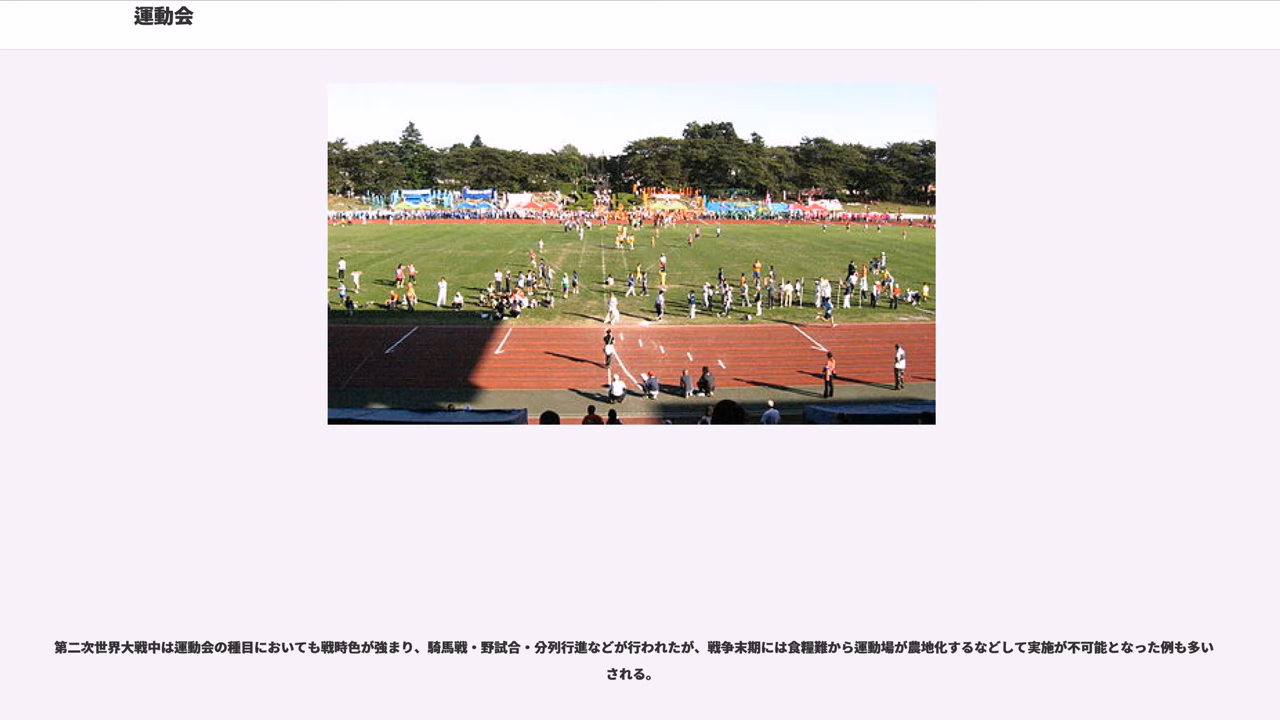 運動会
第二次世界大戦中は運動会の種目においても戦時色が強まり、騎馬戦・野試合・分列行進などが行われたが、戦争末期には食糧難から運動場が農地化するなどして実施が不可能となった例も多い
される。